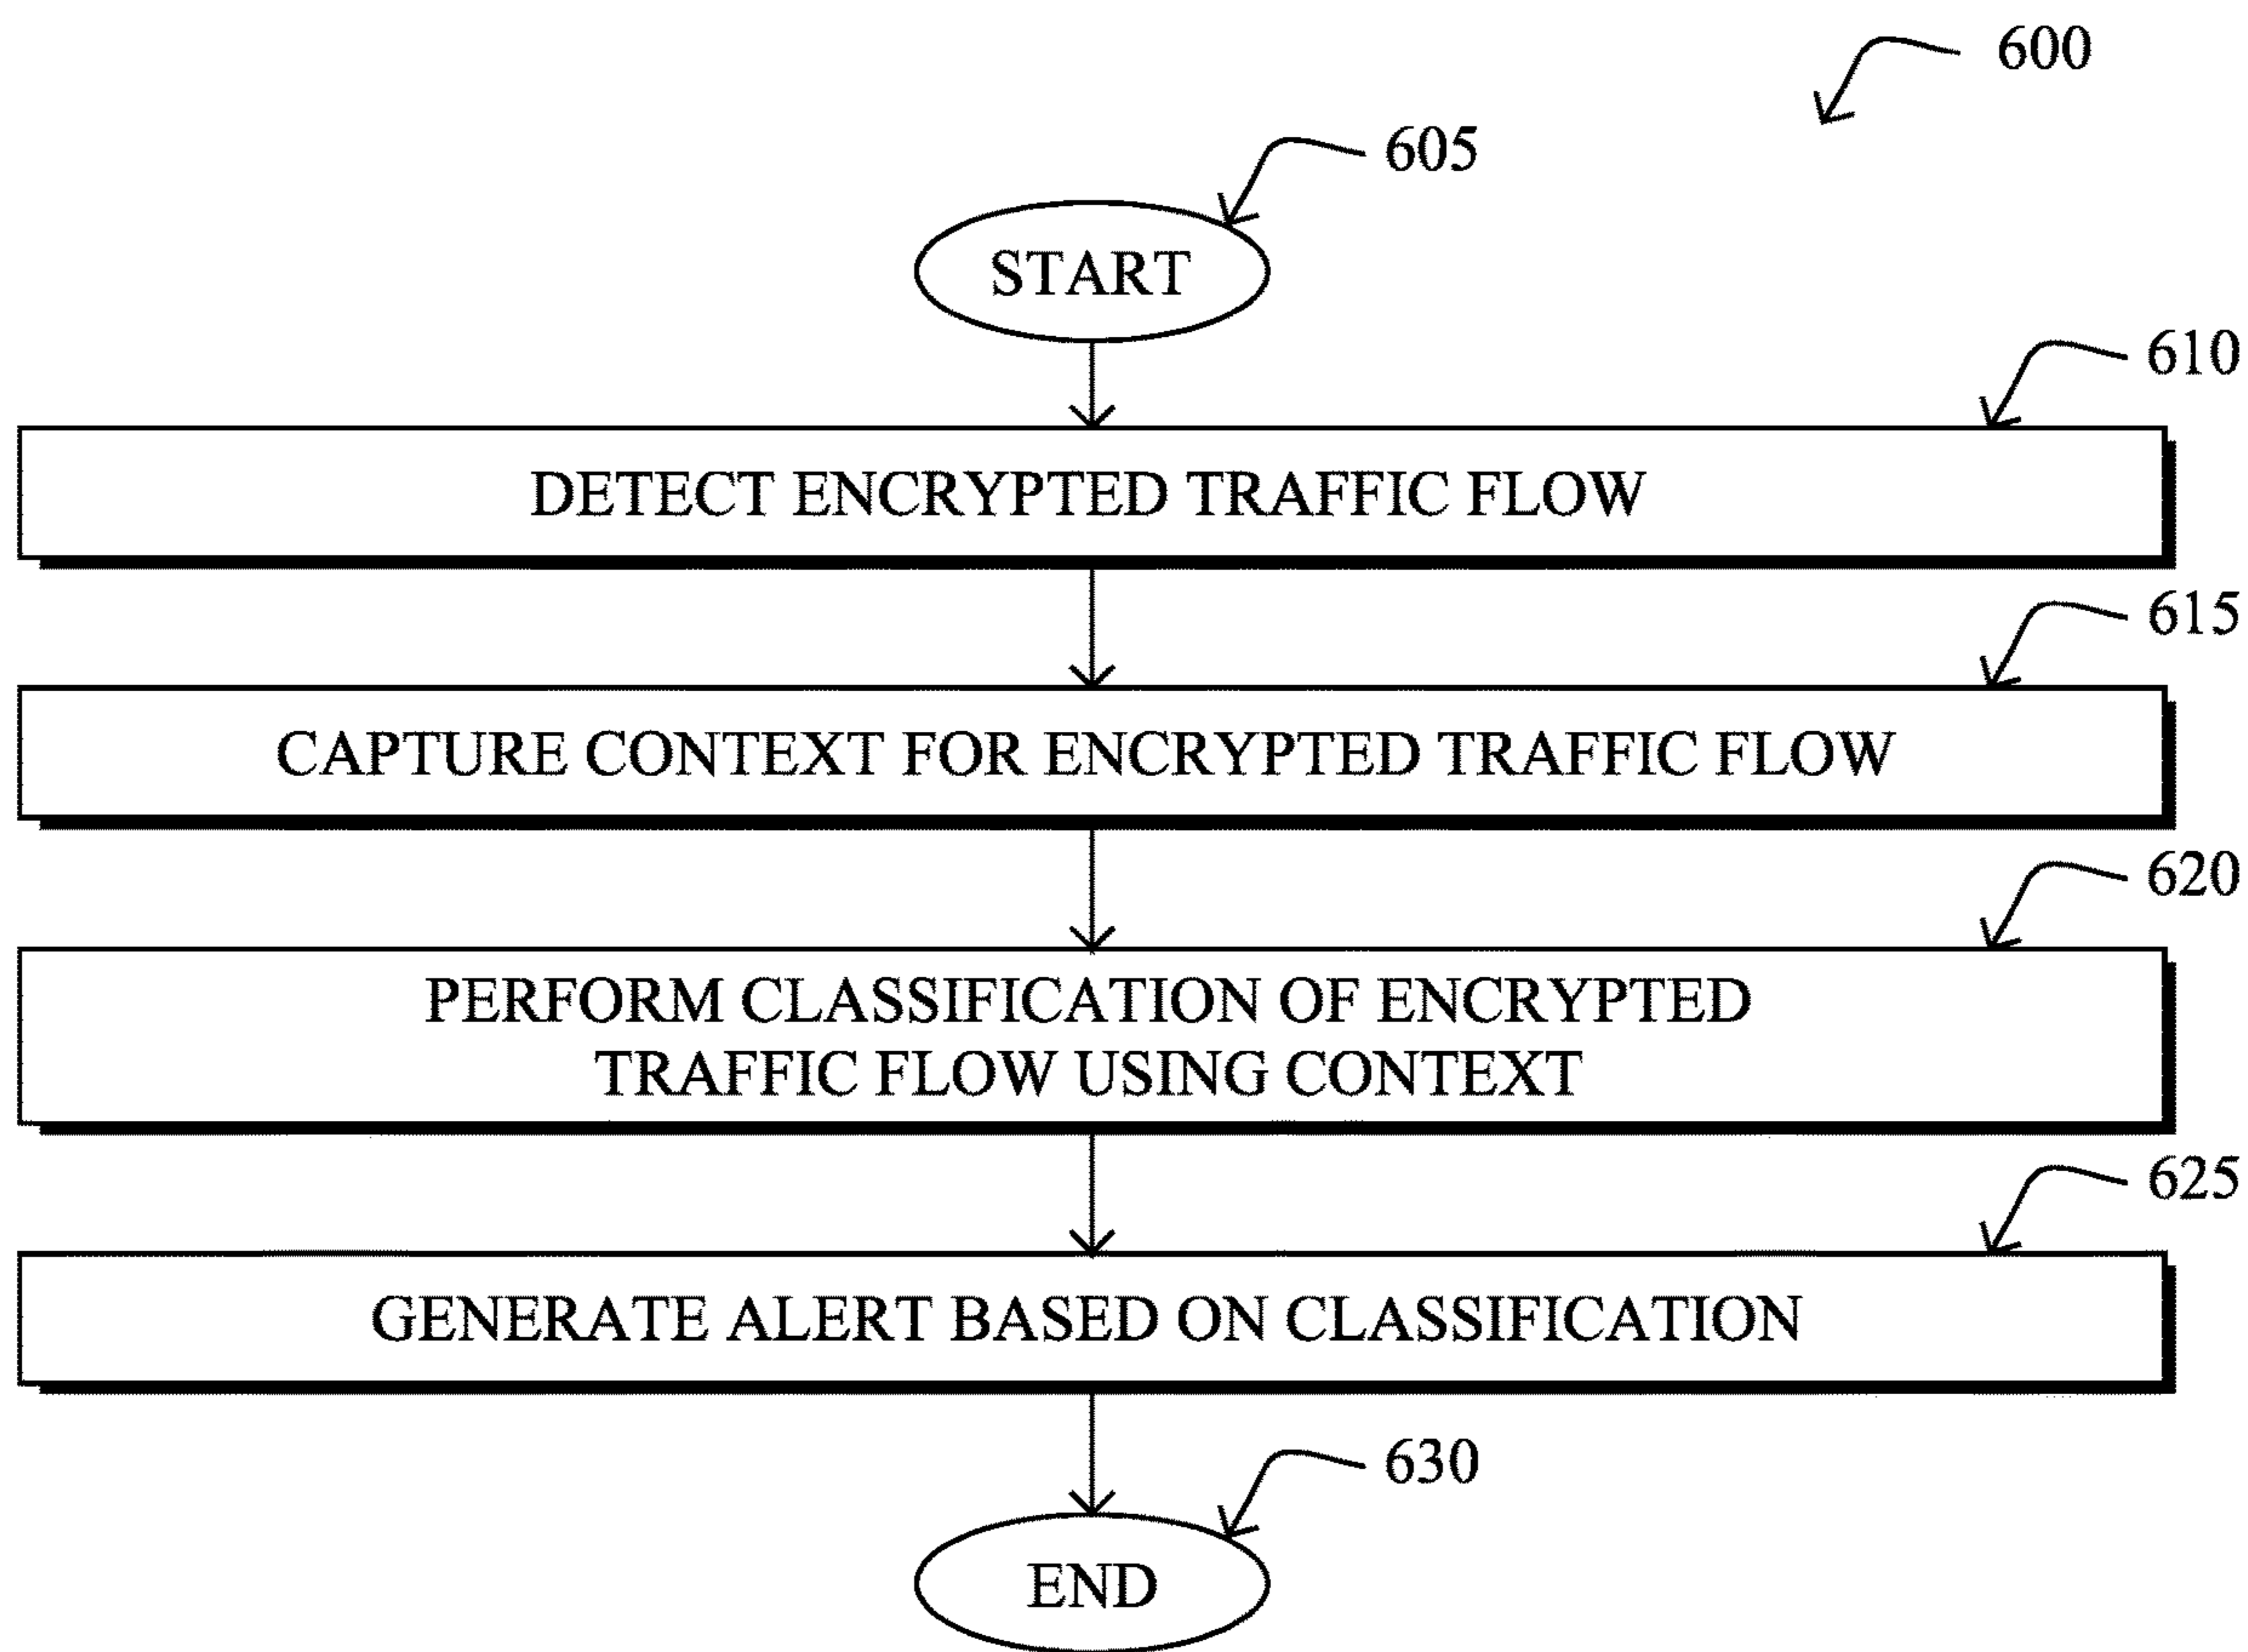 600
605
START
610
DETECT ENCRYPTED TRAFFIC FLOW
615
CAPTURE CONTEXT FOR ENCRYPTED TRAFFIC FLOW
620
PERFORM CLASSIFICATION OF ENCRYPTED
TRAFFIC FLOW USING CONTEXT
625
GENERATE ALERT BASED ON CLASSIFICATION
630
END